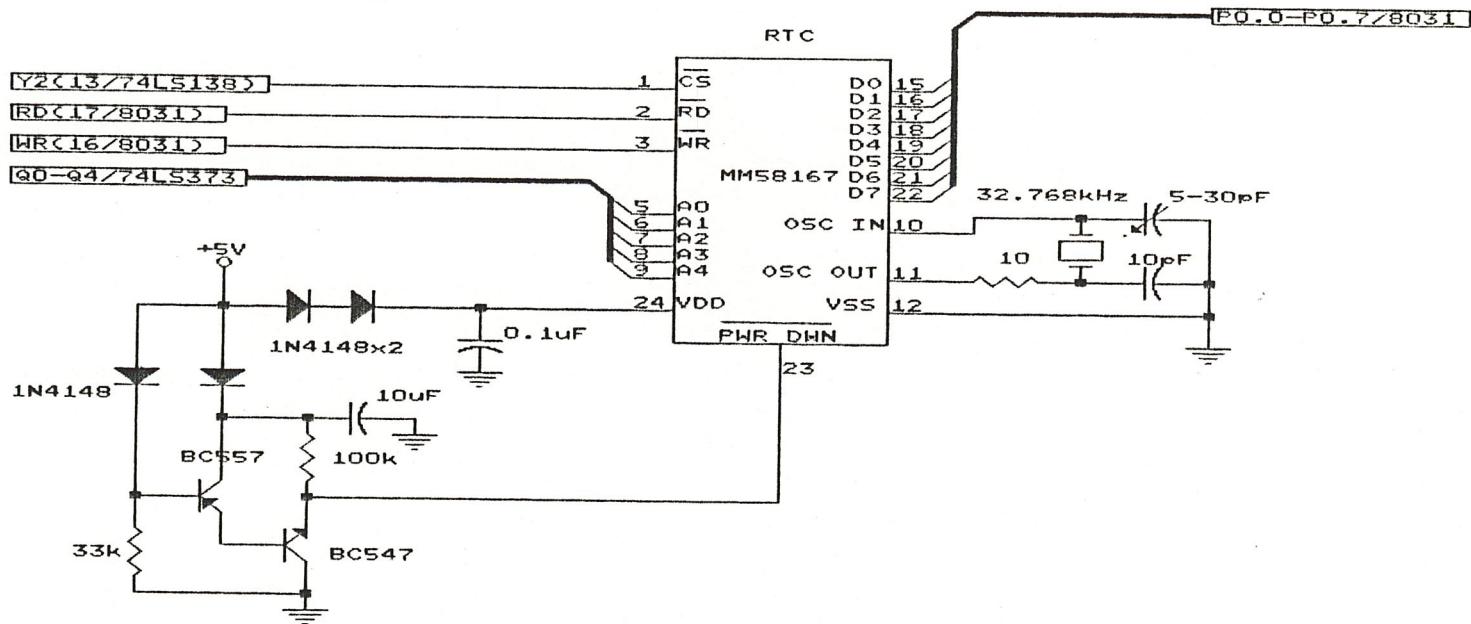 P0.0-P0.7/8031
RTC
Y2(13/74LS138)
1 CS
D0 15
D1 16
RD(17/8031)
2 RD
D2 17
D3 18
WR(16/8031)
3 WR
D4 19
D5 20
Q0-Q4/74LS373
MM58167
D6 21
D7 22
32.768kHz
5-30pF
5 A0
6 A1
OSC IN 10
7 A2
8 A3
9 A4
OSC OUT 11
10
10pF
+5V
24 VDD
VSS 12
0.1uF
PWR DWN
1N4148x2
23
1N4148
10uF
BC557
100k
33k
BC547